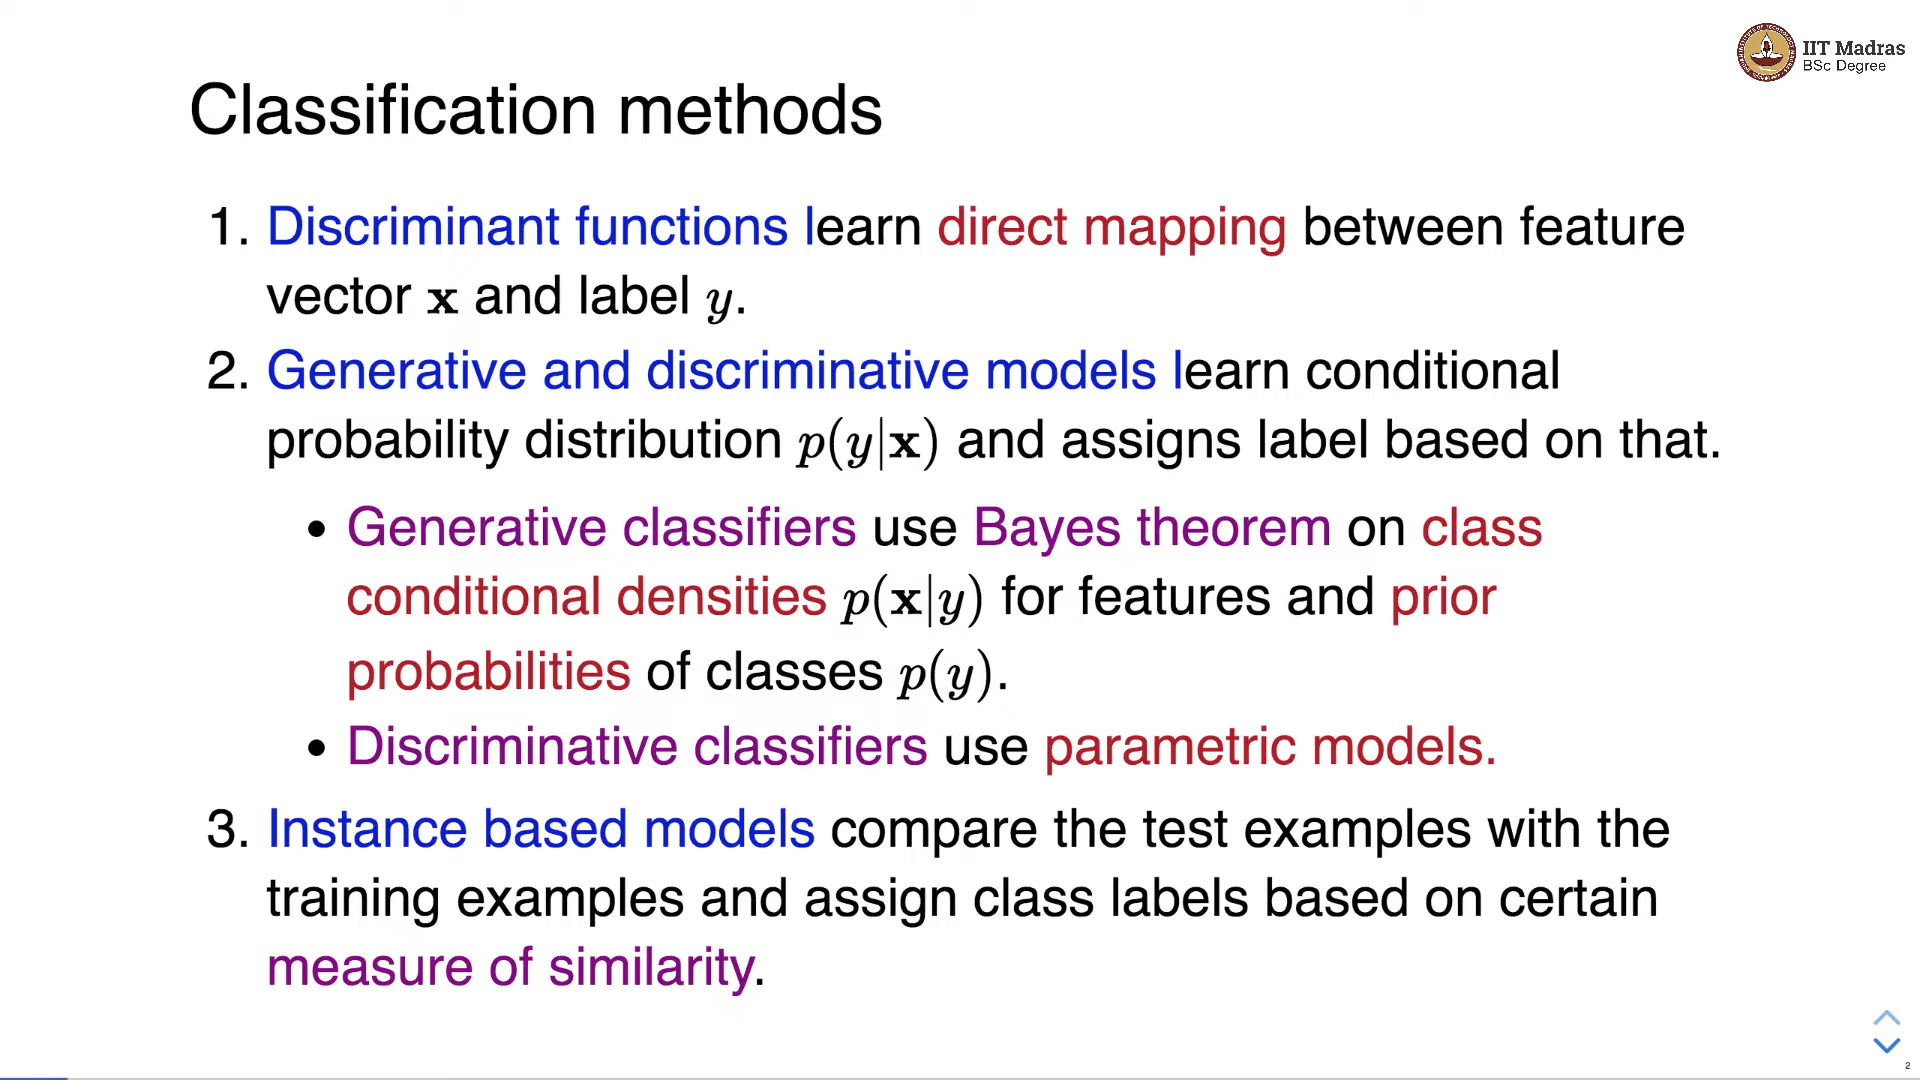 IIT Madras
BSc Degree
Classification methods
1. Discriminant functions learn direct mapping between feature
vector x and label y.
2. Generative and discriminative models learn conditional
probability distribution p(y|x) and assigns label based on that.
• Generative classifiers use Bayes theorem on class
conditional densities p(x|y) for features and prior
probabilities of classes p(y).
• Discriminative classifiers use parametric models.
3. Instance based models compare the test examples with the
training examples and assign class labels based on certain
measure of similarity.
2